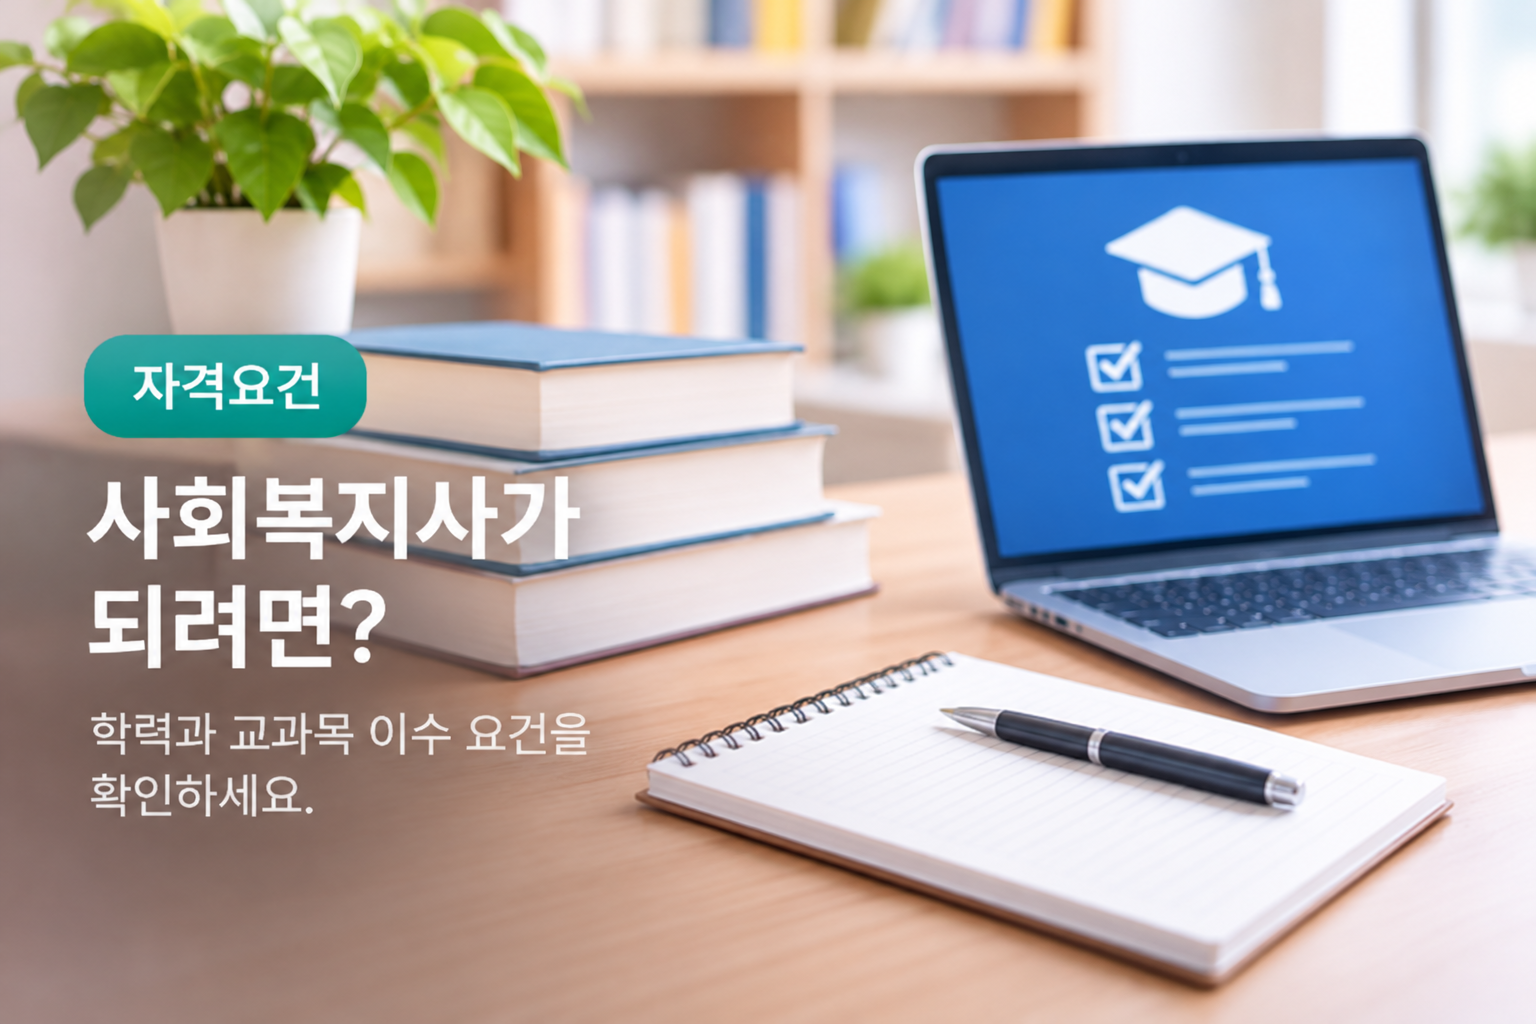 자격요건
사회복지사가
되려면?
학력과 교과목 이수 요건을
확인하세요.